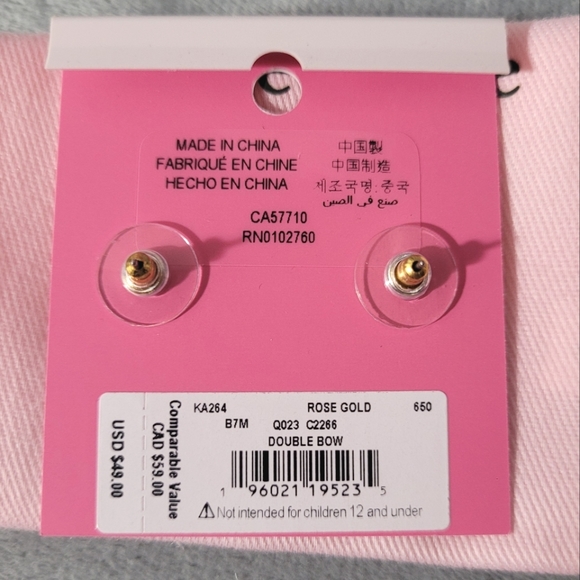 MADE IN CHINA
FABRIQUÉ EN CHINE
HECHO EN CHINA
中国製
中国制造
제조국명:중국
صنع في الصين
CA57710
RN0102760
KA264 ROSE GOLD 650
B7M Q023 C2266
DOUBLE BOW
1 96021 19523 5
⚠Not intended for children 12 and under
Comparable Value
CAD $59.00
USD $49.00